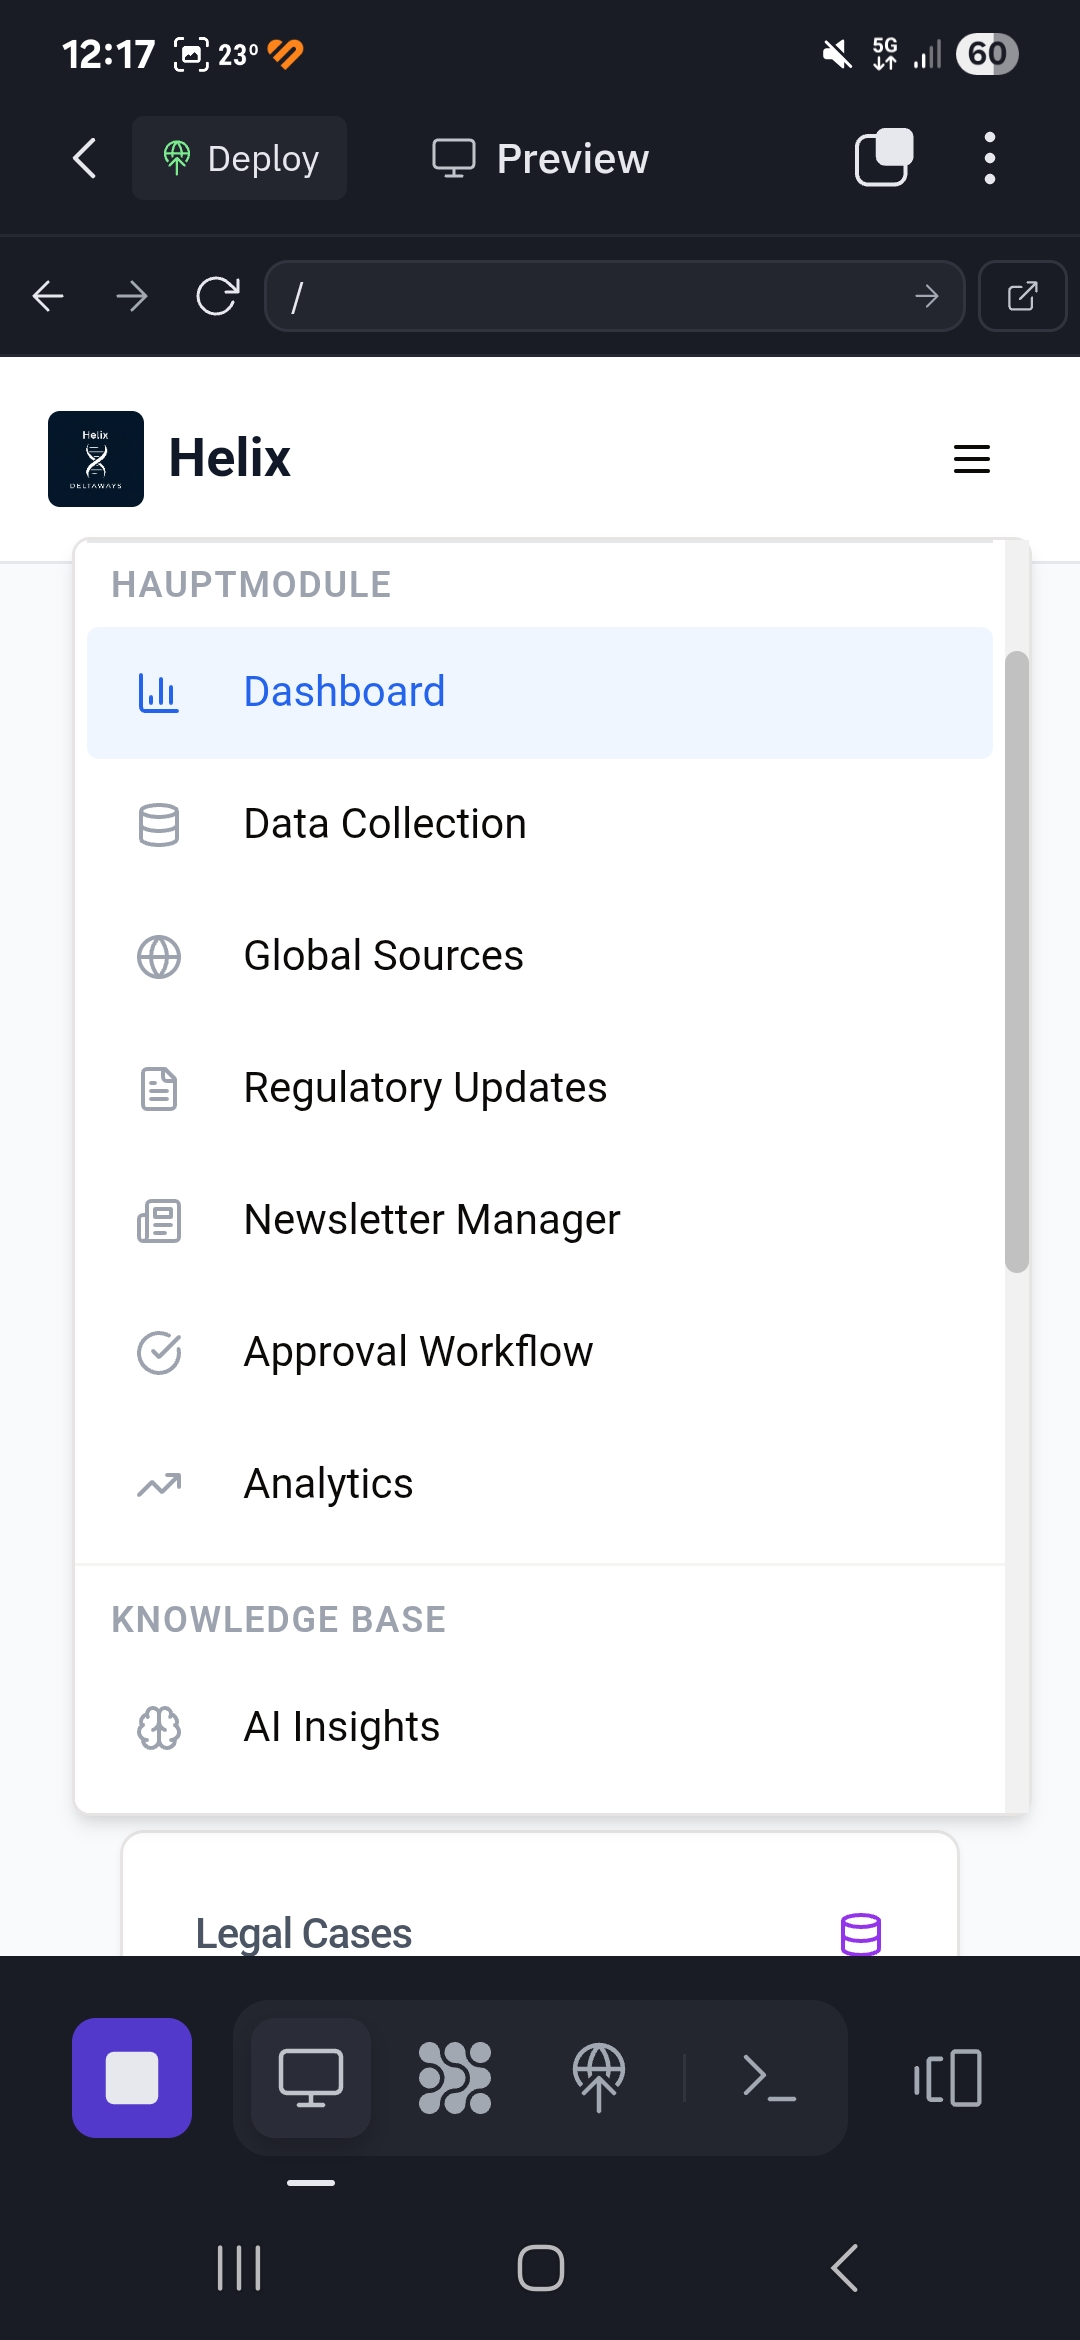 12:17
23°
5G
60
Deploy
Preview
/
Helix
DELTAWAYS
Helix
HAUPTMODULE
Dashboard
Data Collection
Global Sources
Regulatory Updates
Newsletter Manager
Approval Workflow
Analytics
KNOWLEDGE BASE
AI Insights
Legal Cases